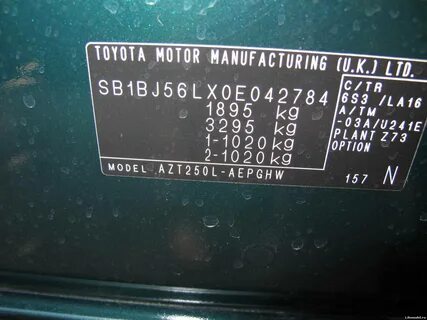 TOYOTA MOTOR MANUFACTURING (U.K.) LTD.
SB1BJ56LX0E042784
1895 kg
3295 kg
1-1020 kg
2-1020 kg
MODEL AZT250L-AEPGHW
C/TR
6S3 /LA16
A/TM
-03A/U241E
PLANT Z73
OPTION
157 N